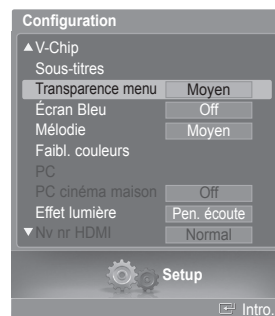 Configuration
▲V-Chip
Sous-titres
Transparence menu Moyen
Écran Bleu Off
Mélodie Moyen
Faibl. couleurs
PC
PC cinéma maison Off
Effet lumière Pen. écoute
▼Nv nr HDMI Normal
Setup
Intro.